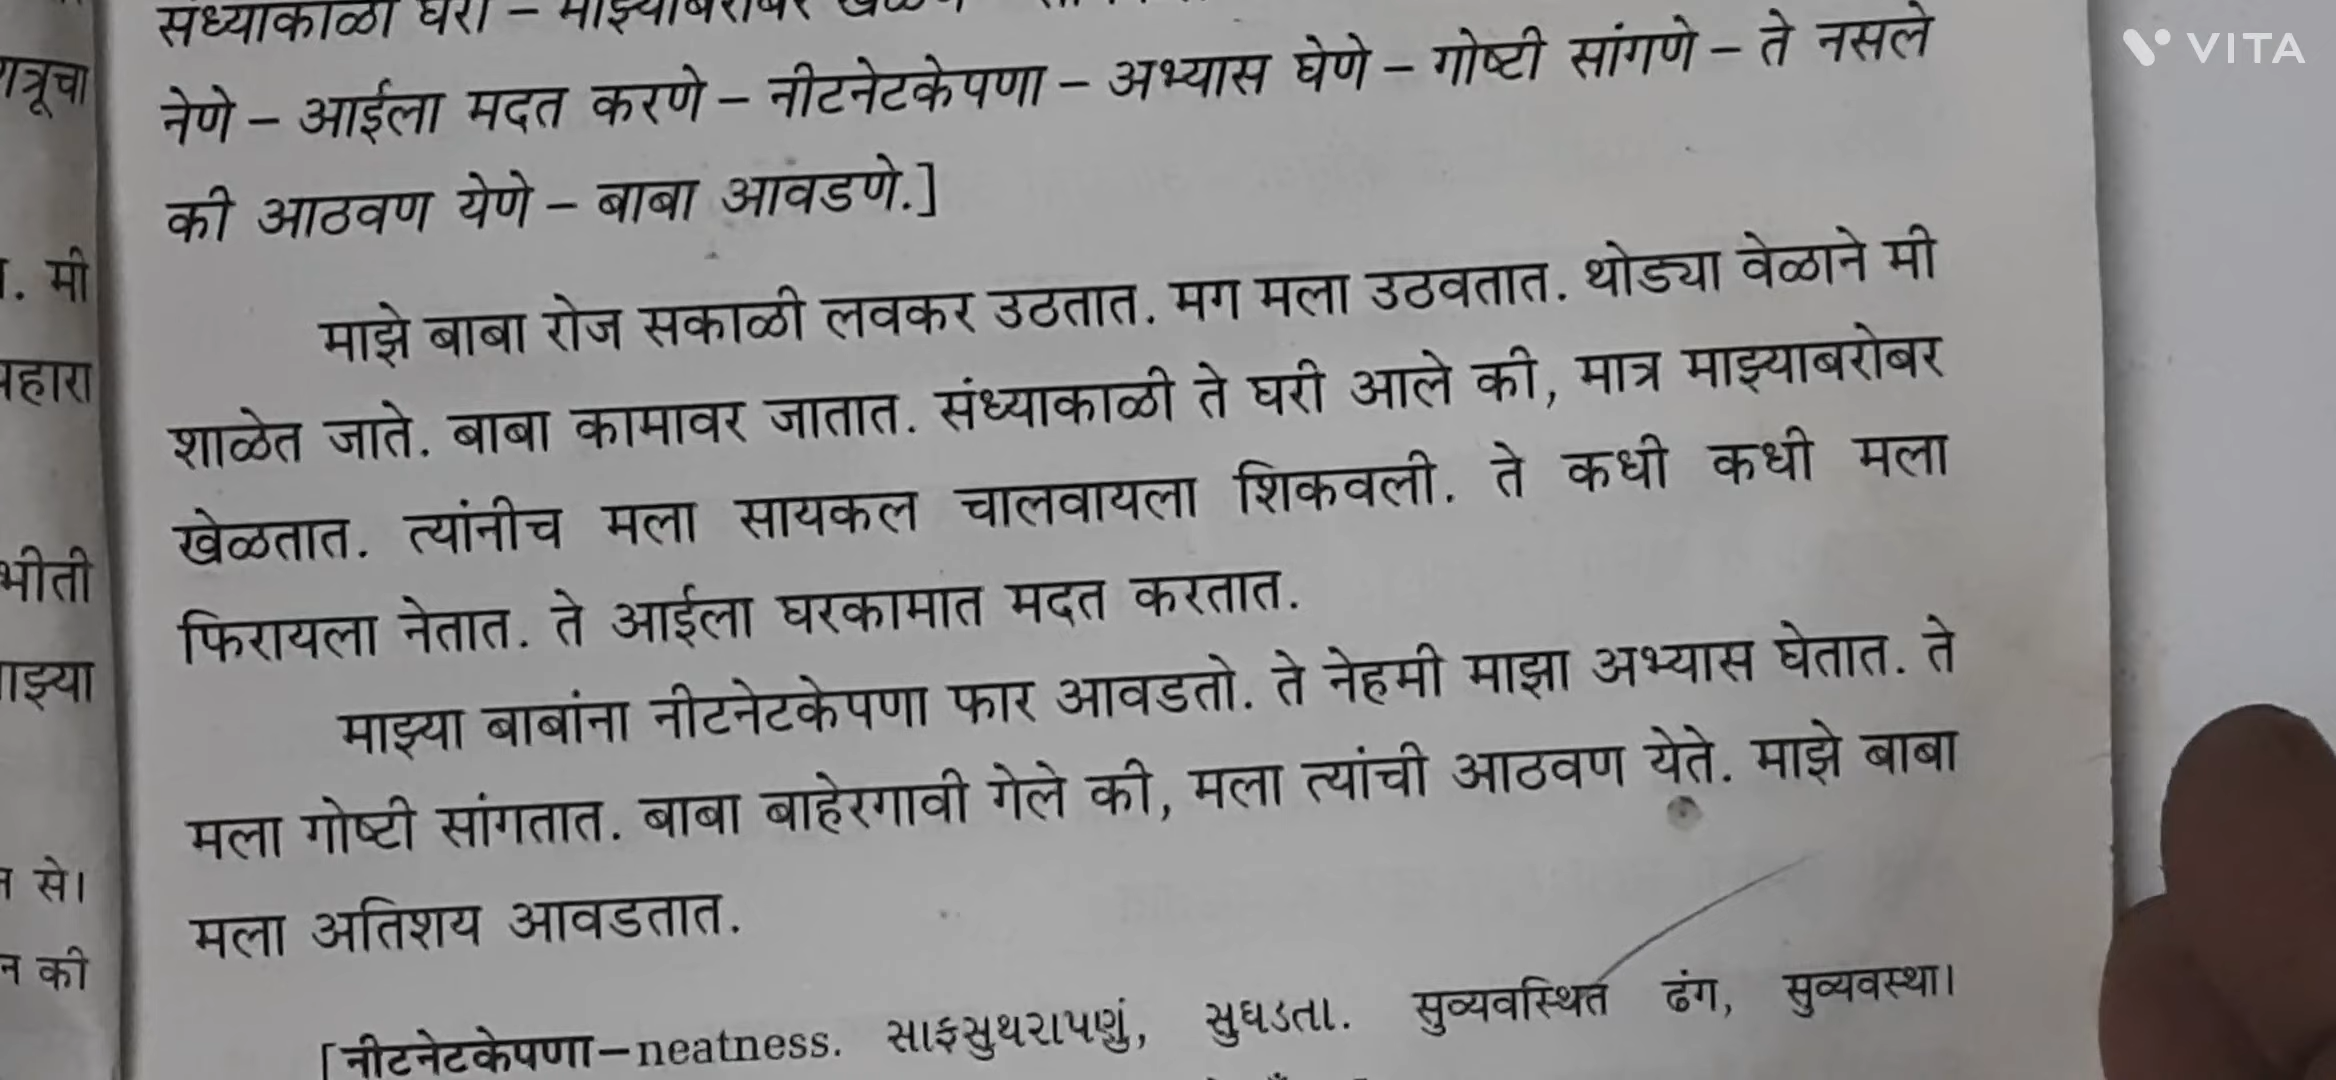 संध्याकाळी घरी – माझ्याबरोबर
VITA
नेणे – आईला मदत करणे – नीटनेटकेपणा – अभ्यास घेणे – गोष्टी सांगणे – ते नसले
की आठवण येणे – बाबा आवडणे.]
माझे बाबा रोज सकाळी लवकर उठतात. मग मला उठवतात. थोड्या वेळाने मी
शाळेत जाते. बाबा कामावर जातात. संध्याकाळी ते घरी आले की, मात्र माझ्याबरोबर
खेळतात. त्यांनीच मला सायकल चालवायला शिकवली. ते कधी कधी मला
फिरायला नेतात. ते आईला घरकामात मदत करतात.
माझ्या बाबांना नीटनेटकेपणा फार आवडतो. ते नेहमी माझा अभ्यास घेतात. ते
मला गोष्टी सांगतात. बाबा बाहेरगावी गेले की, मला त्यांची आठवण येते. माझे बाबा
मला अतिशय आवडतात.
[नीटनेटकेपणा–neatness. સાફસુથરાપણું, સુઘડતા. सुव्यवस्थित ढंग, सुव्यवस्था।
मी
से।
की